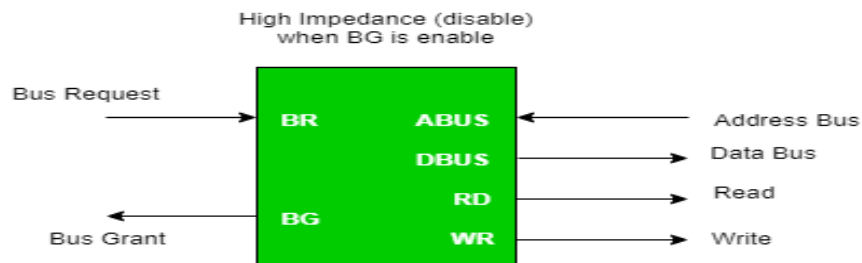 High Impedance (disable)
when BG is enable
Bus Request
BR
ABUS
Address Bus
DBUS
Data Bus
RD
Read
BG
Bus Grant
WR
Write